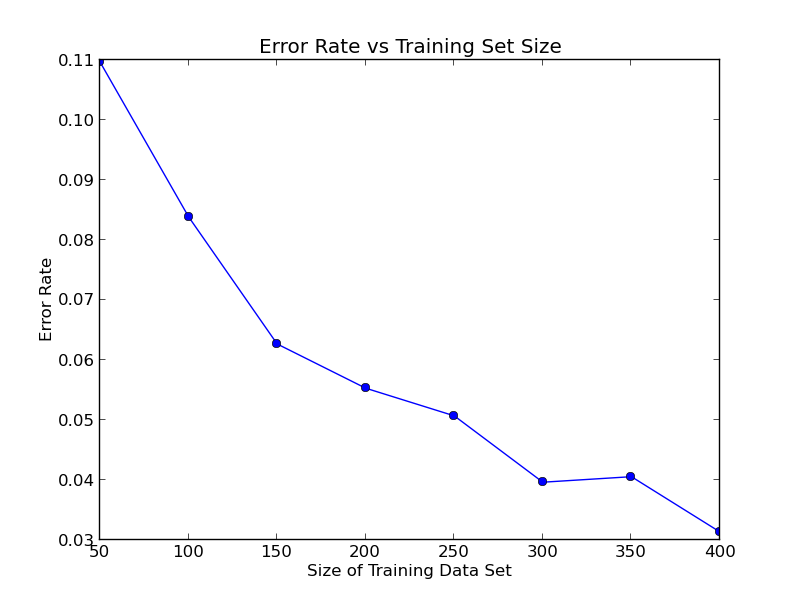 Error Rate vs Training Set Size
0.11
0.10
0.09
0.08
0.07
0.06
0.05
0.04
0.03
Error Rate
50 100 150 200 250 300 350 400
Size of Training Data Set